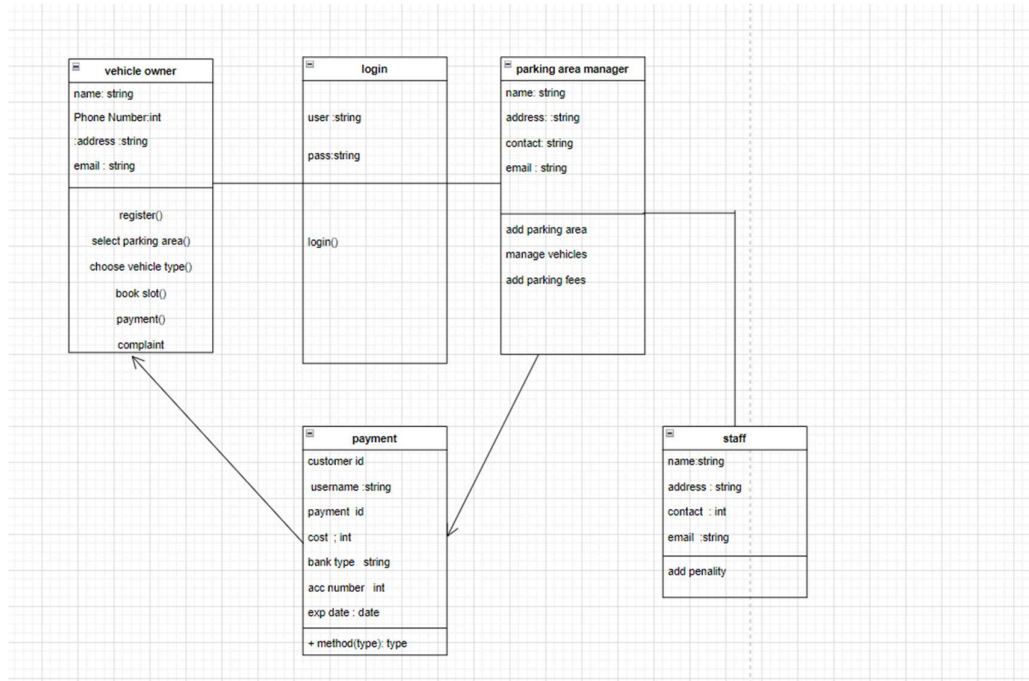 vehicle owner
name: string
Phone Number:int
:address :string
email : string
register()
select parking area()
choose vehicle type()
book slot()
payment()
complaint
login
user :string
pass:string
login()
parking area manager
name: string
address: :string
contact: string
email : string
add parking area
manage vehicles
add parking fees
payment
customer id
username :string
payment id
cost ; int
bank type string
acc number int
exp date : date
+ method(type): type
staff
name:string
address : string
contact : int
email :string
add penality